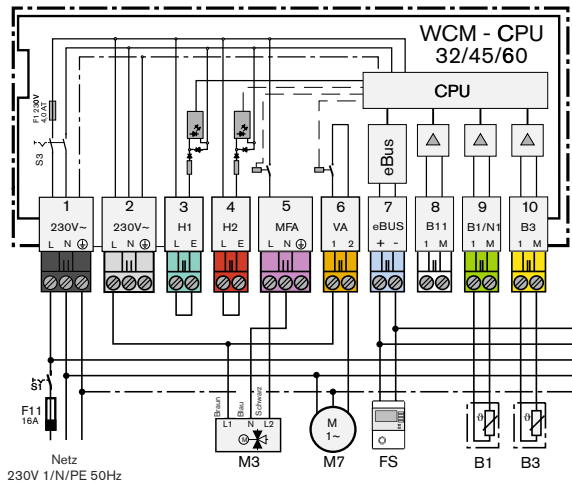 WCM - CPU
32/45/60
CPU
F1 230V
4.0 AT
S3
eBus
1 2 3 4 5 6 7 8 9 10
230V~ 230V~ H1 H2 MFA VA eBUS B11 B1/N1 B3
L N L N L E L E L N 1 2 + - 1 M 1 M 1 M
S1
F11
16A
Braun
Blau
Schwarz
L1 N L2
M
M
1~
ϑ
ϑ
M3 M7 FS B1 B3
Netz
230V 1/N/PE 50Hz